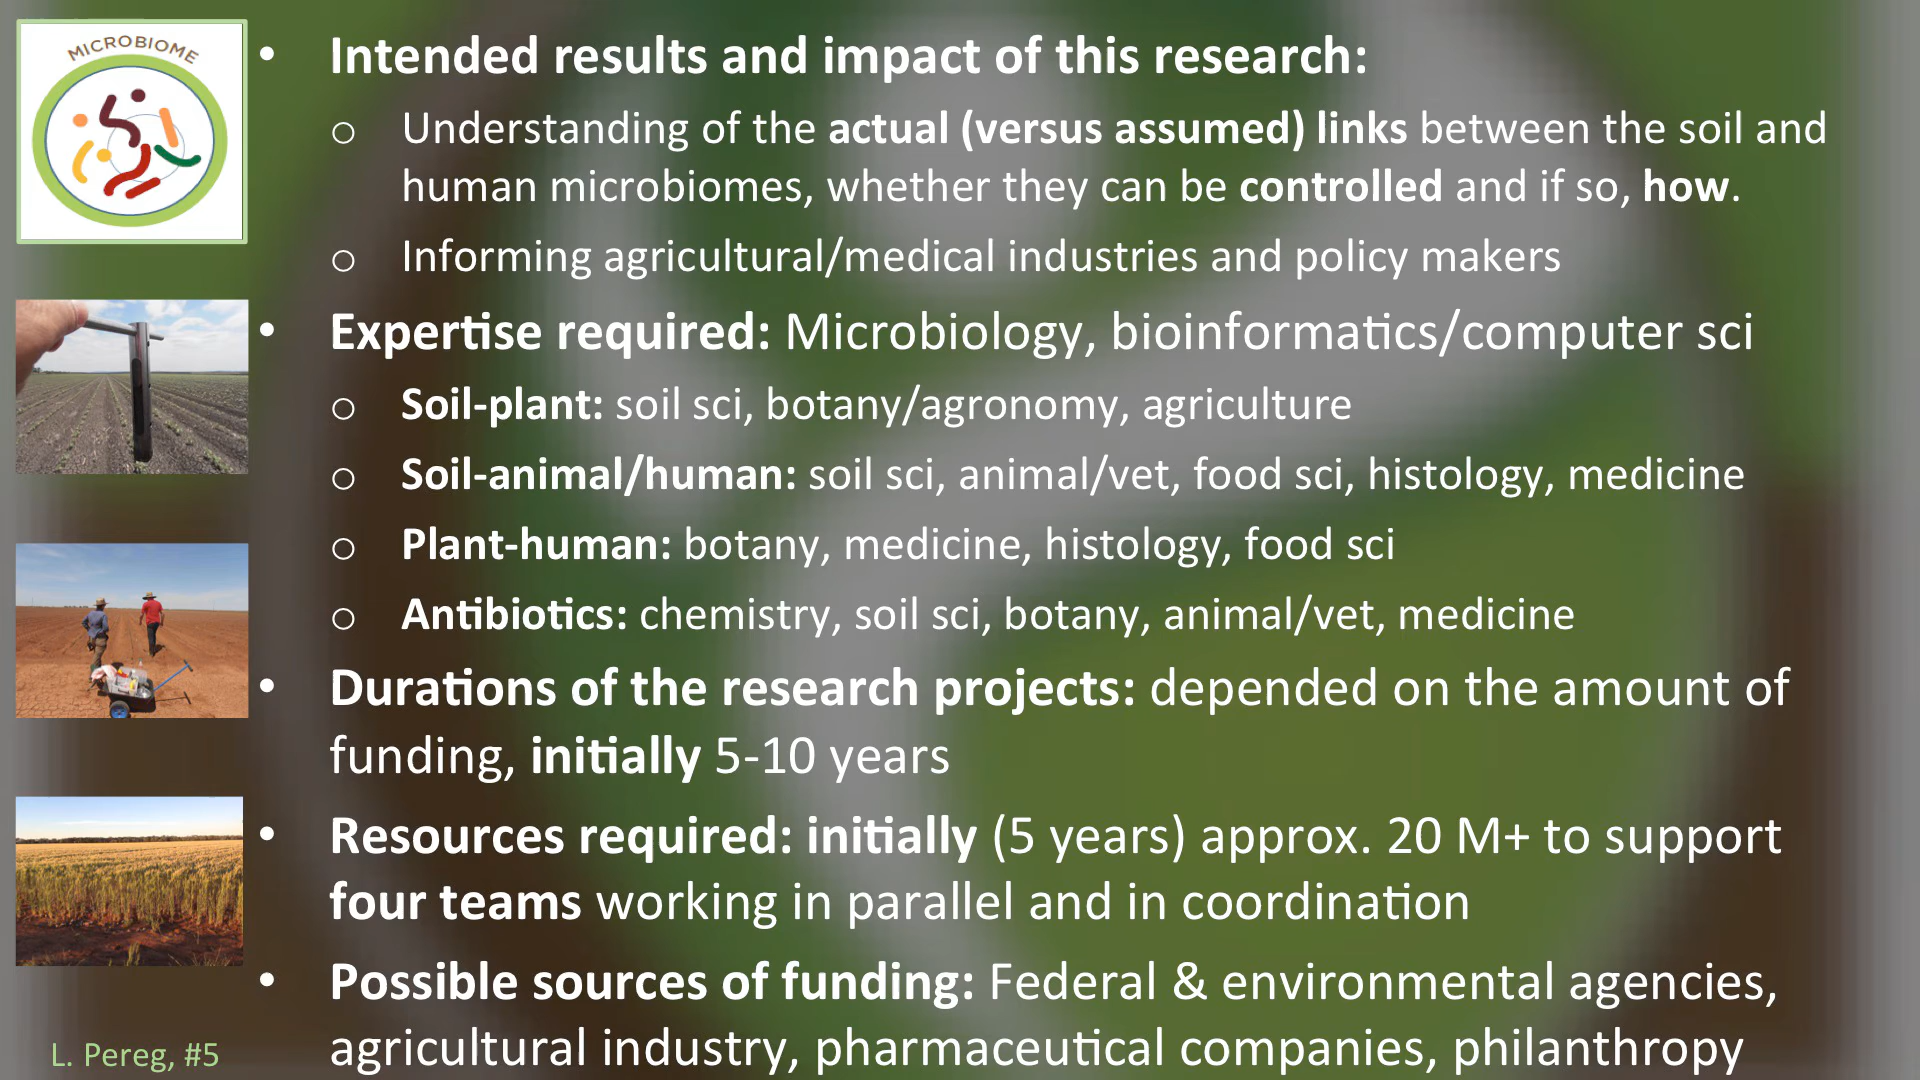 MICROBIOME
• Intended results and impact of this research:
o Understanding of the actual (versus assumed) links between the soil and
human microbiomes, whether they can be controlled and if so, how.
o Informing agricultural/medical industries and policy makers
• Expertise required: Microbiology, bioinformatics/computer sci
o Soil-plant: soil sci, botany/agronomy, agriculture
o Soil-animal/human: soil sci, animal/vet, food sci, histology, medicine
o Plant-human: botany, medicine, histology, food sci
o Antibiotics: chemistry, soil sci, botany, animal/vet, medicine
• Durations of the research projects: depended on the amount of
funding, initially 5-10 years
• Resources required: initially (5 years) approx. 20 M+ to support
four teams working in parallel and in coordination
• Possible sources of funding: Federal & environmental agencies,
agricultural industry, pharmaceutical companies, philanthropy
L. Pereg, #5